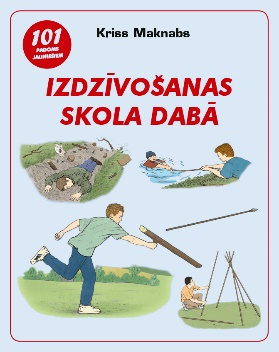 101
PADOMS
JAUNIEŠIEM
Kriss Maknabs
IZDZĪVOŠANAS
SKOLA DABĀ